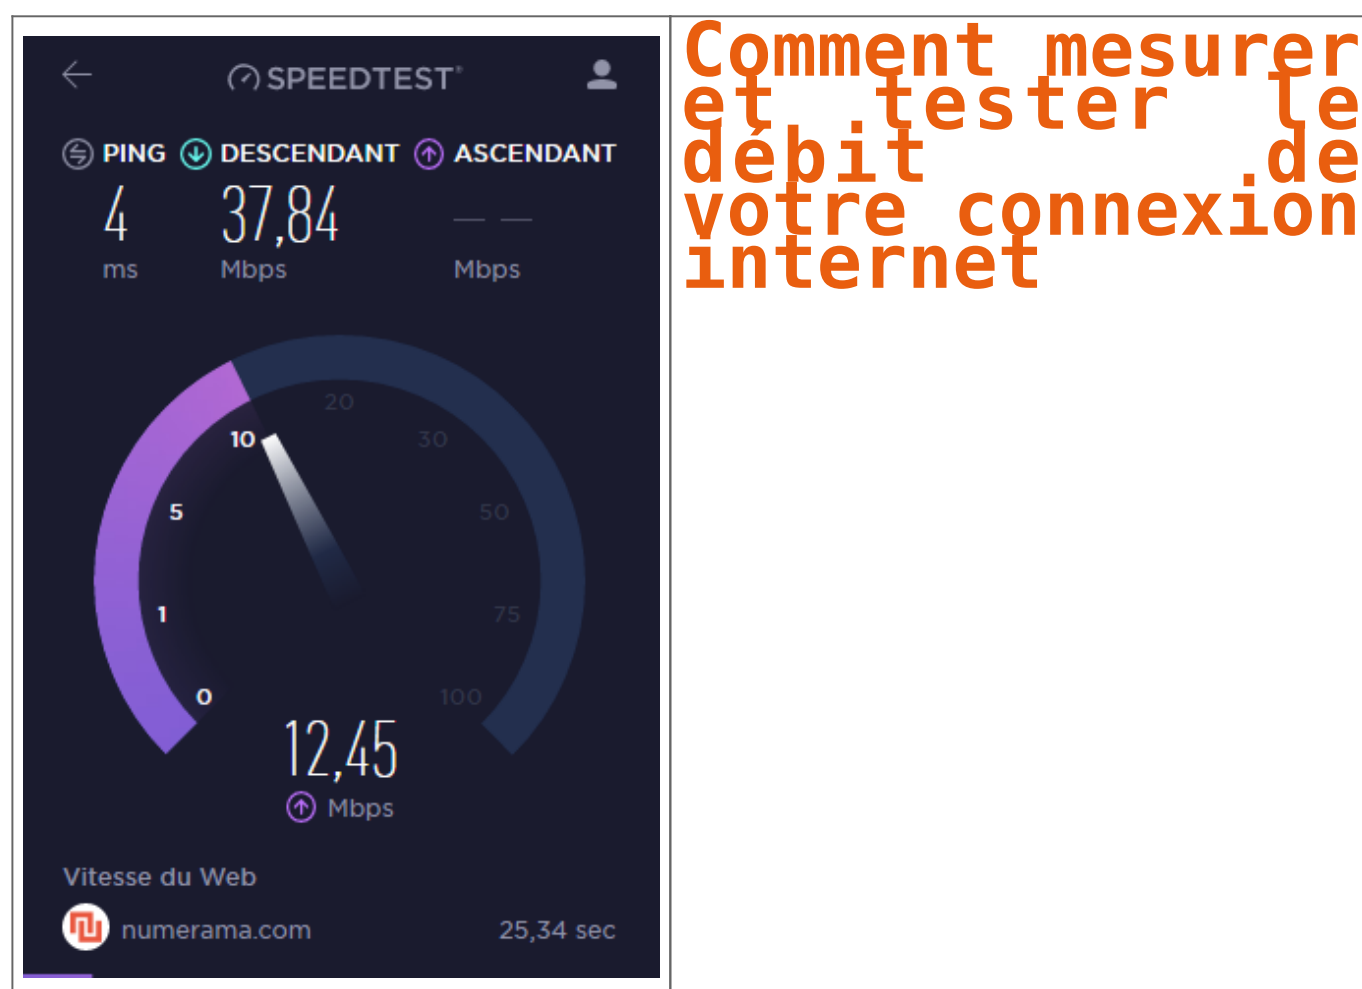 SPEEDTEST®
PING DESCENDANT ASCENDANT
4 37,84 — —
ms Mbps Mbps
20
10 30
5 50
1 75
0 100
12,45
Mbps
Vitesse du Web
numerama.com 25,34 sec
Comment mesurer
et tester le
débit de
votre connexion
internet